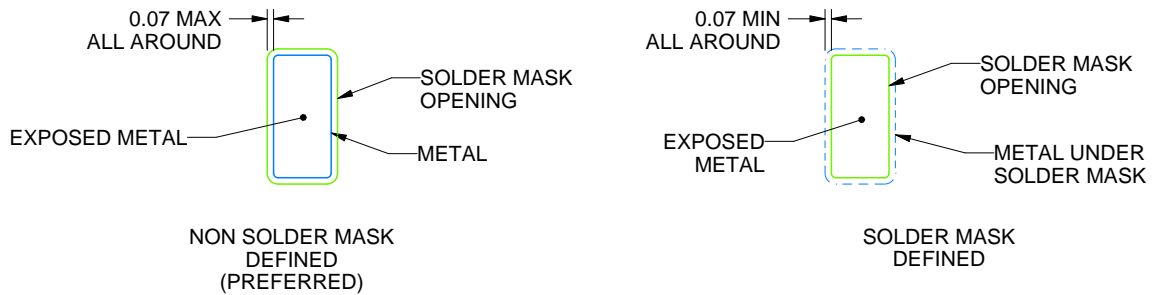 0.07 MAX
ALL AROUND
SOLDER MASK
OPENING
EXPOSED METAL
METAL
NON SOLDER MASK
DEFINED
(PREFERRED)
0.07 MIN
ALL AROUND
SOLDER MASK
OPENING
EXPOSED
METAL
METAL UNDER
SOLDER MASK
SOLDER MASK
DEFINED